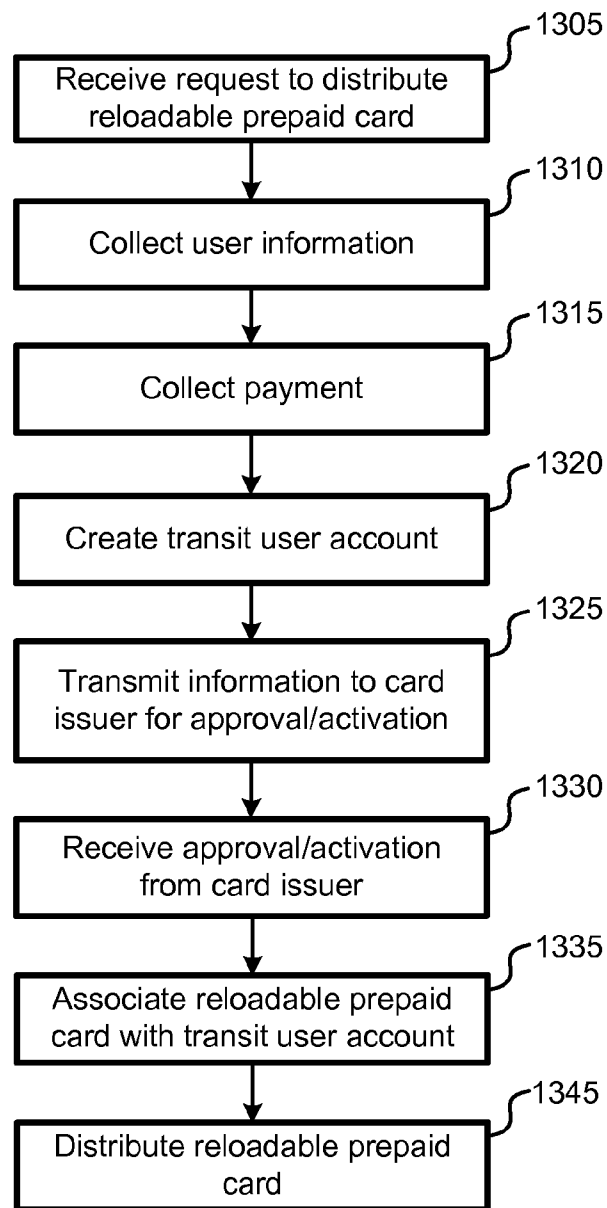 1305
Receive request to distribute
reloadable prepaid card
1310
Collect user information
1315
Collect payment
1320
Create transit user account
1325
Transmit information to card
issuer for approval/activation
1330
Receive approval/activation
from card issuer
1335
Associate reloadable prepaid
card with transit user account
1345
Distribute reloadable prepaid
card